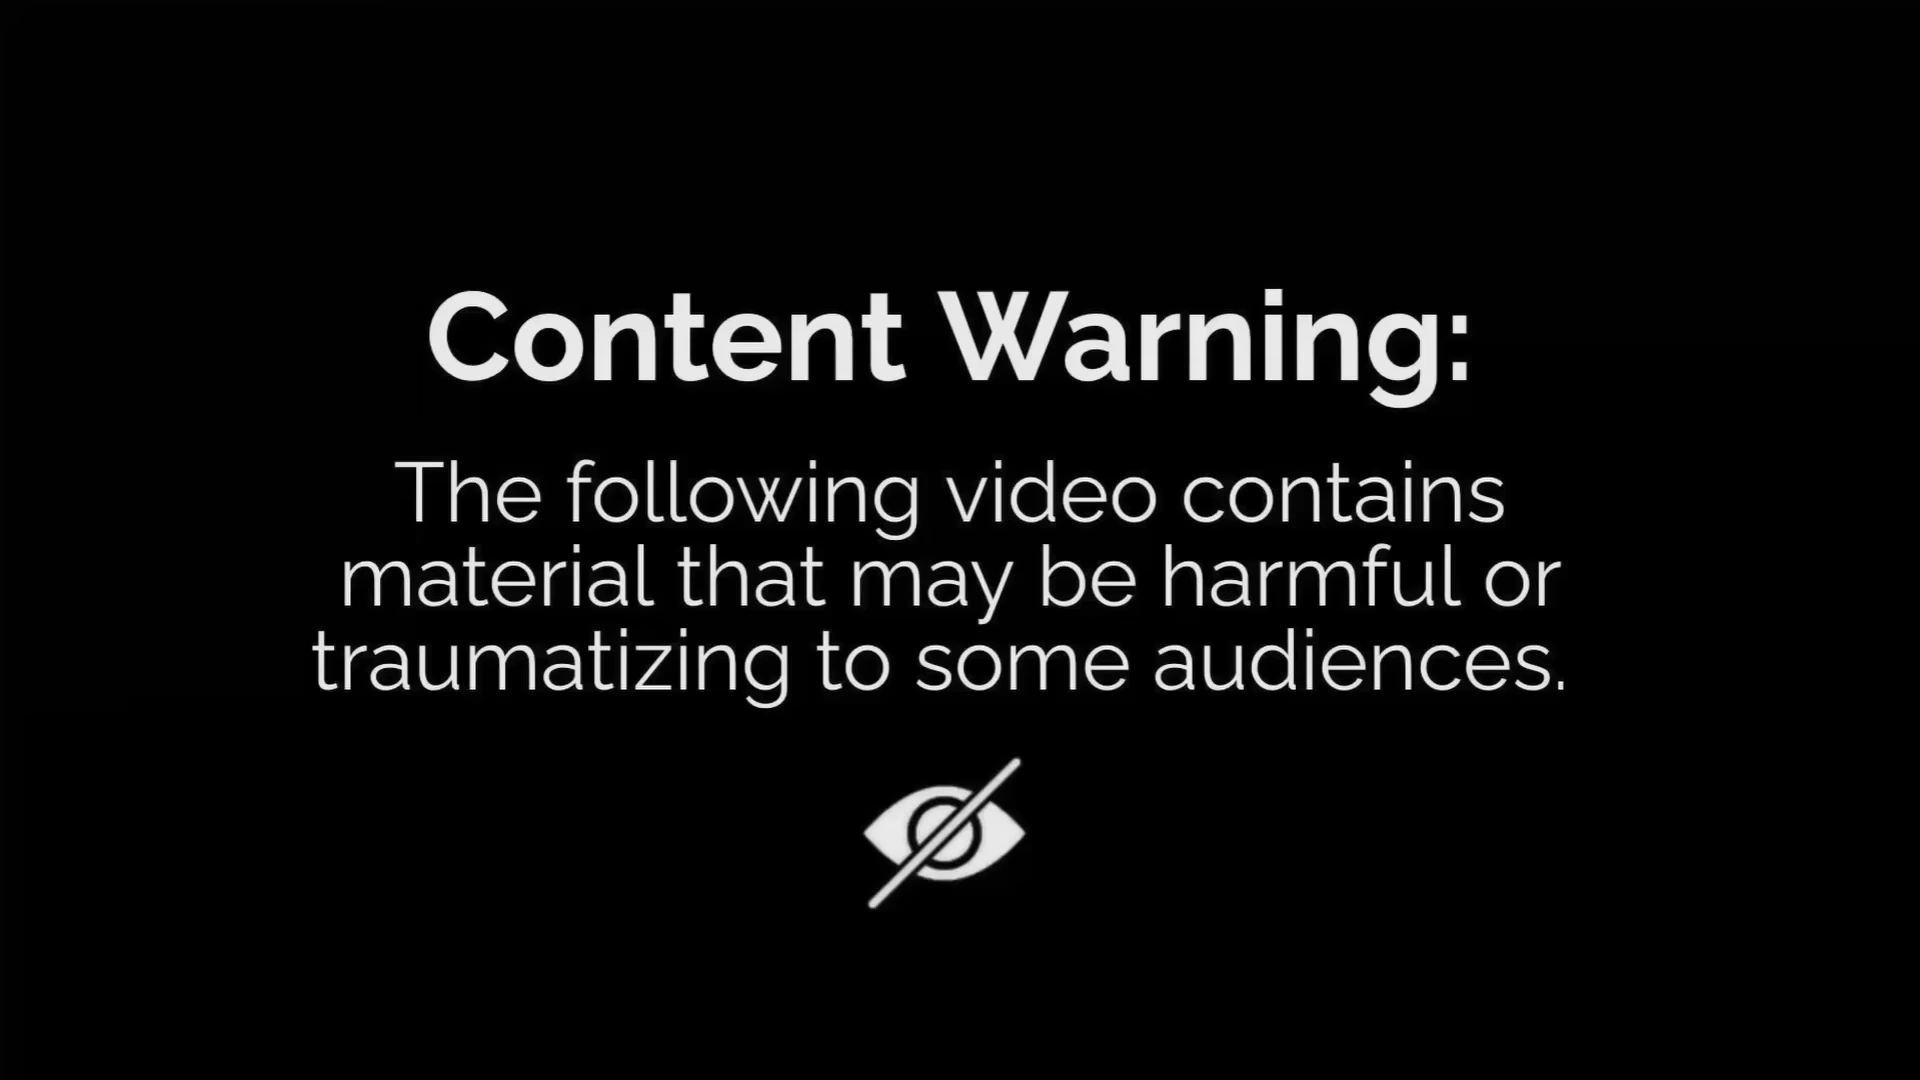 Content Warning:
The following video contains
material that may be harmful or
traumatizing to some audiences.